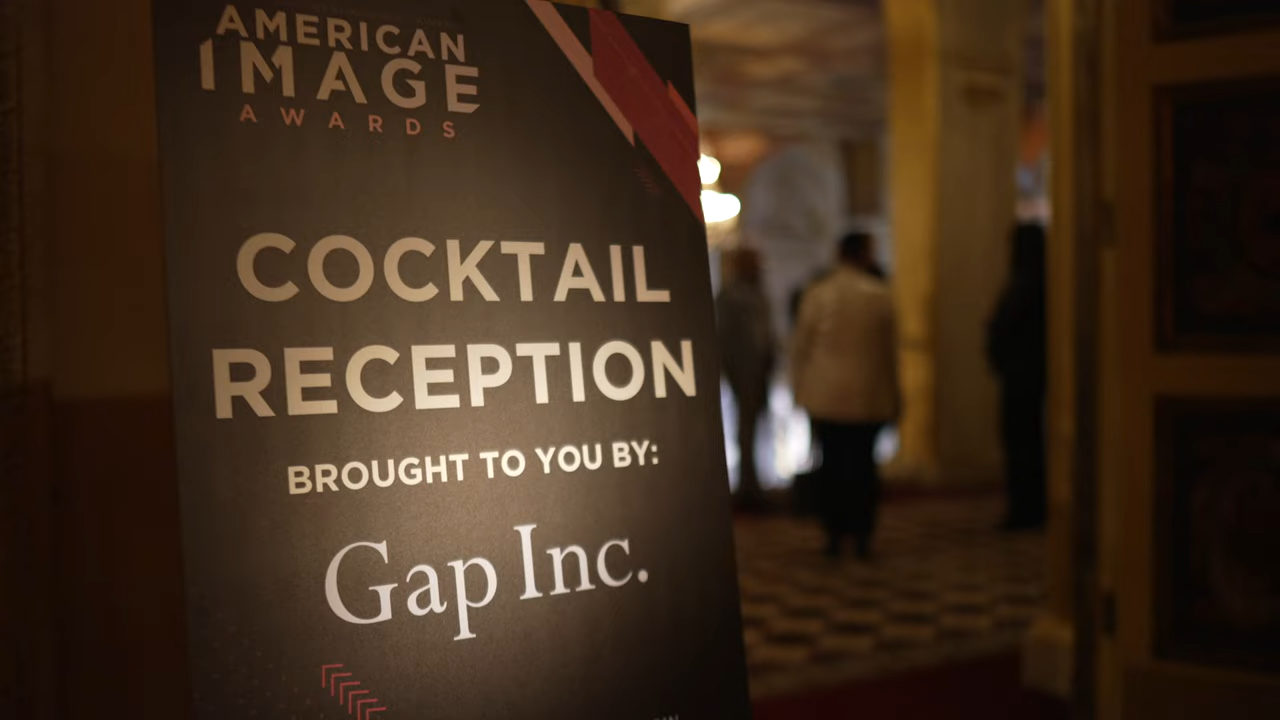 AMERICAN
IMAGE
AWARDS
COCKTAIL
RECEPTION
BROUGHT TO YOU BY:
Gap Inc.